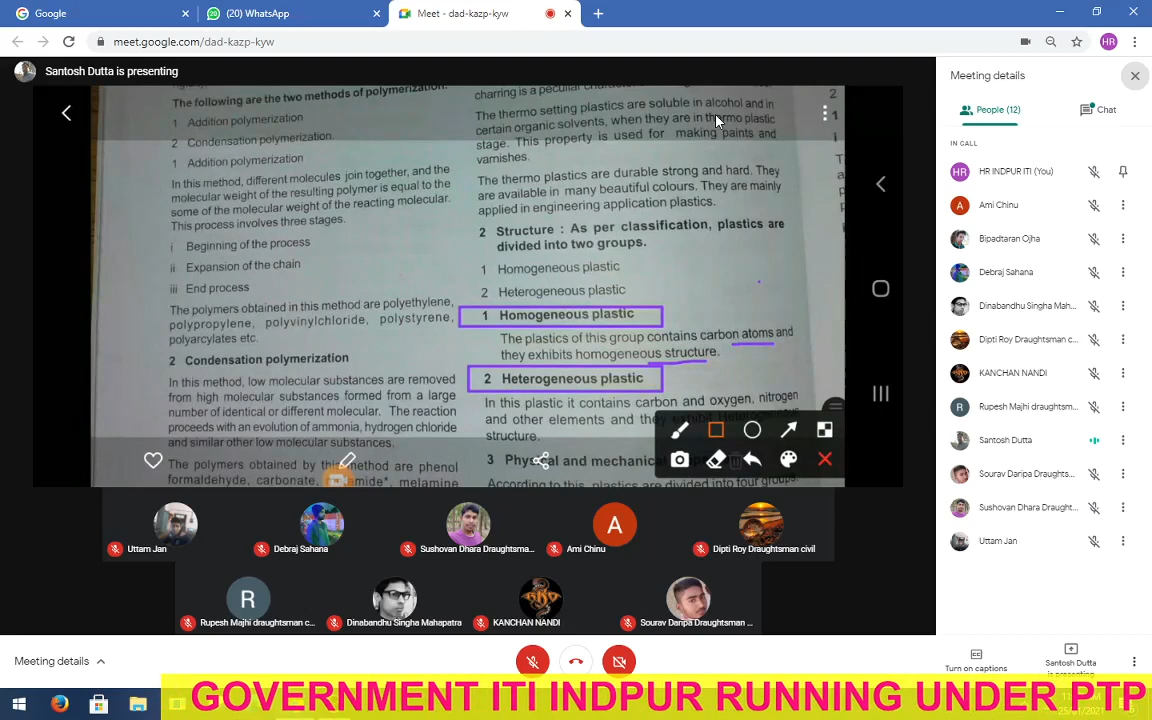 Google
(20) WhatsApp
Meet - dad-kazp-kyw
meet.google.com/dad-kazp-kyw
HR
Santosh Dutta is presenting
The following are the two methods of polymerization.
1 Addition polymerization
2 Condensation polymerization.
1 Addition polymerization
In this method, different molecules join together, and the
molecular weight of the resulting polymer is equal to the
some of the molecular weight of the reacting molecular.
This process involves three stages.
i Beginning of the process
ii Expansion of the chain
iii End process
The polymers obtained in this method are polyethylene,
polypropylene, polyvinylchloride, polystyrene,
polyarcylates etc.
2 Condensation polymerization
In this method, low molecular substances are removed
from high molecular substances formed from a large
number of identical or different molecular. The reaction
proceeds with an evolution of ammonia, hydrogen chloride
and similar other low molecular substances.
The polymers obtained by this method are phenol
formaldehyde, carbonate, mide*, melamine
charring is a peculiar
The thermo setting plastics are soluble in alcohol and in
certain organic solvents, when they are in thermo plastic
stage. This property is used for making paints and
varnishes.
The thermo plastics are durable strong and hard. They
are available in many beautiful colours. They are mainly
applied in engineering application plastics.
2 Structure : As per classification, plastics are
divided into two groups.
1 Homogeneous plastic
2 Heterogeneous plastic
1 Homogeneous plastic
The plastics of this group contains carbon atoms and
they exhibits homogeneous structure.
2 Heterogeneous plastic
In this plastic it contains carbon and oxygen, nitrogen
and other elements and they exhibit Heterogeneous
structure.
3 Physical and mechanical
According to this, plastics are divided into four groups.
2
1
Uttam Jan
Debraj Sahana
Sushovan Dhara Draughtsma...
A
Ami Chinu
Dipti Roy Draughtsman civil
R
Rupesh Majhi draughtsman c...
Dinabandhu Singha Mahapatra
KANCHAN NANDI
Sourav Daripa Draughtsman ...
Meeting details
People (12)
Chat
IN CALL
HR
HR INDPUR ITI (You)
A
Ami Chinu
Bipadtaran Ojha
Debraj Sahana
Dinabandhu Singha Mah...
Dipti Roy Draughtsman c...
KANCHAN NANDI
R
Rupesh Majhi draughtsm...
Santosh Dutta
Sourav Daripa Draughts...
Sushovan Dhara Draught...
Uttam Jan
Meeting details
Turn on captions
Santosh Dutta
is presenting
GOVERNMENT ITI INDPUR RUNNING UNDER PTP